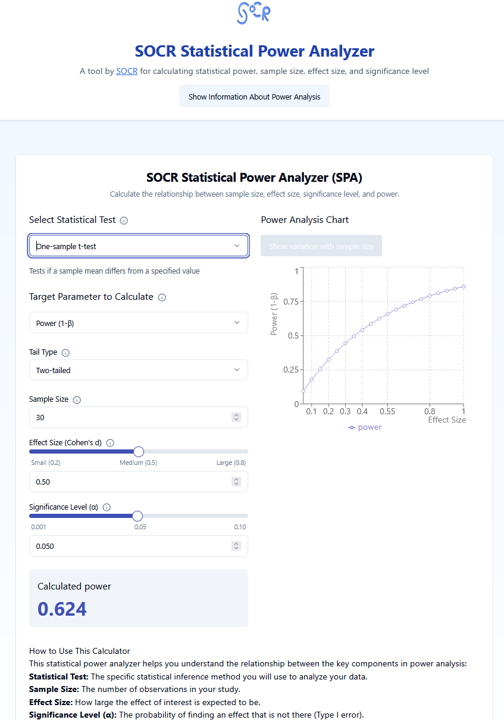 SOCR
SOCR Statistical Power Analyzer
A tool by SOCR for calculating statistical power, sample size, effect size, and significance level
Show Information About Power Analysis
SOCR Statistical Power Analyzer (SPA)
Calculate the relationship between sample size, effect size, significance level, and power.
Select Statistical Test
One-sample t-test
Tests if a sample mean differs from a specified value
Target Parameter to Calculate
Power (1-β)
Tail Type
Two-tailed
Sample Size
30
Effect Size (Cohen's d)
Small (0.2) Medium (0.5) Large (0.8)
0.50
Significance Level (α)
0.001 0.05 0.10
0.050
Calculated power
0.624
Power Analysis Chart
Show variation with sample size
Power (1-β)
1
0.75
0.5
0.25
0
0.1 0.2 0.3 0.4 0.55 0.8 1
Effect Size
power
How to Use This Calculator
This statistical power analyzer helps you understand the relationship between the key components in power analysis:
Statistical Test: The specific statistical inference method you will use to analyze your data.
Sample Size: The number of observations in your study.
Effect Size: How large the effect of interest is expected to be.
Significance Level (α): The probability of finding an effect that is not there (Type I error).